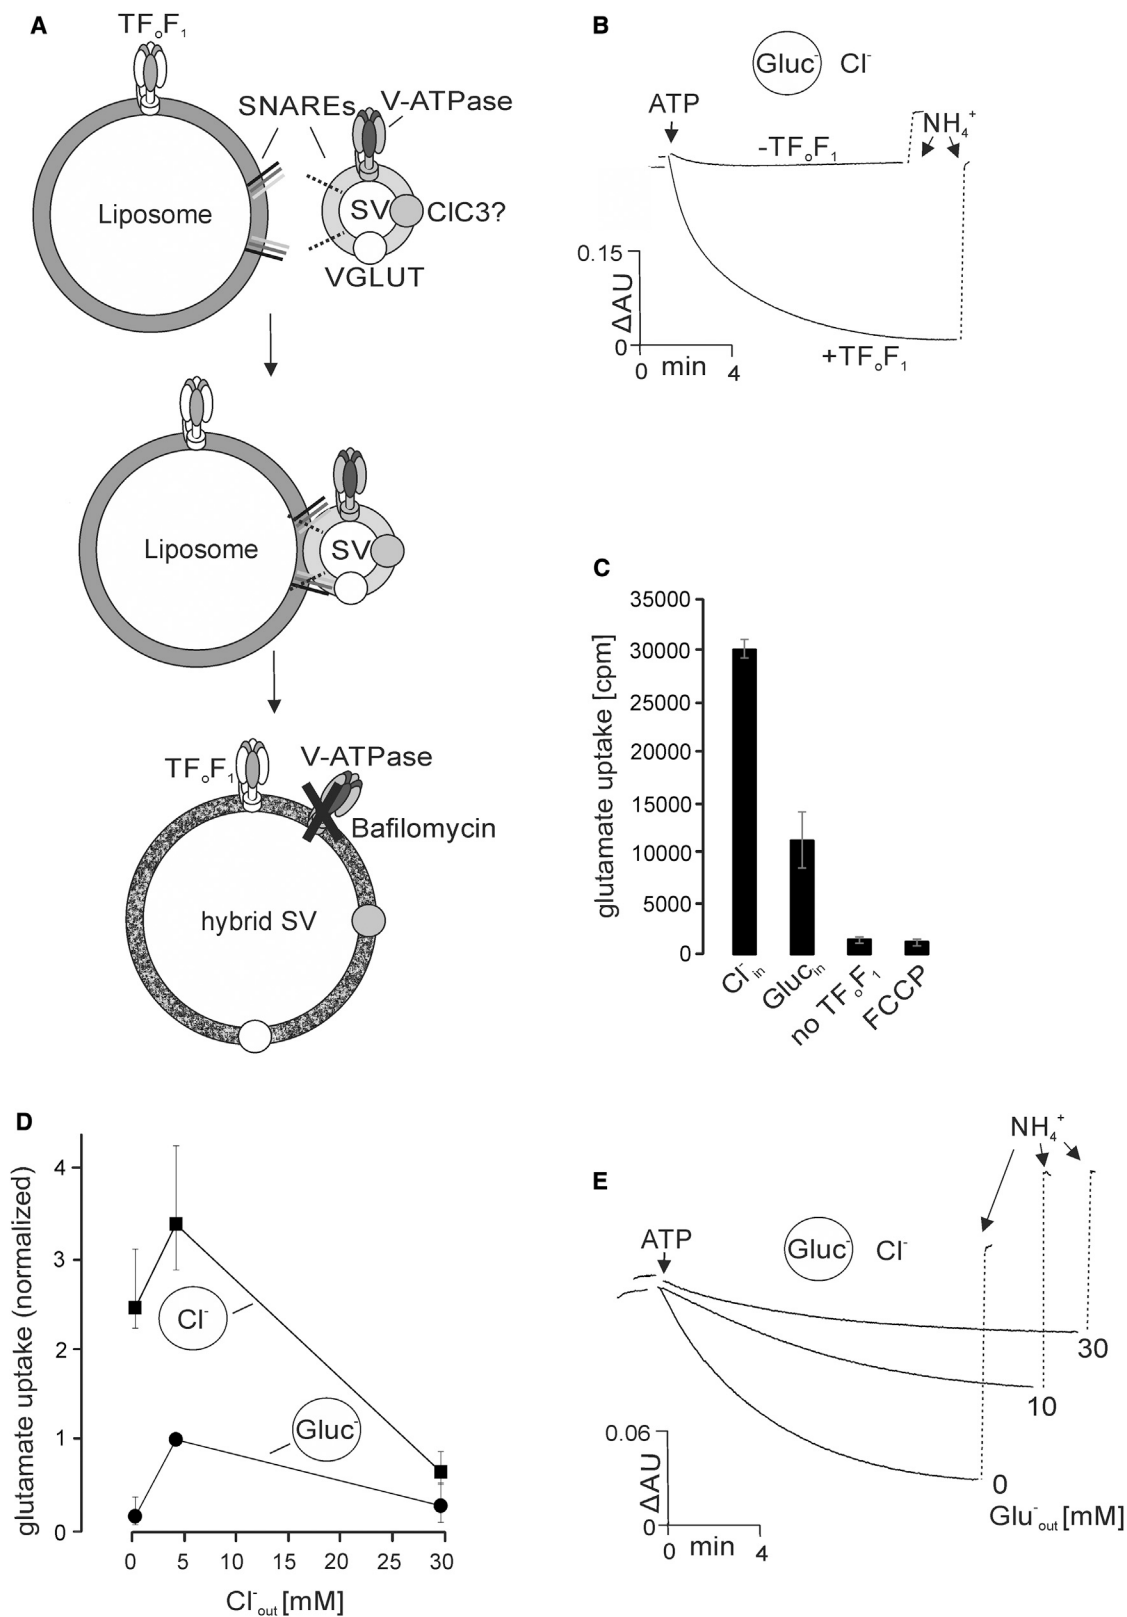 A
TFoF1
SNAREs
V-ATPase
Liposome
SV
ClC3?
VGLUT
Liposome
SV
TFoF1
V-ATPase
Bafilomycin
hybrid SV
B
Gluc-
Cl-
ATP
-TFoF1
NH4+
0.15
ΔAU
0
+TFoF1
0
min
4
C
glutamate uptake [cpm]
35000
30000
25000
20000
15000
10000
5000
0
Cl-in
Glucin
no TFoF1
FCCP
D
glutamate uptake (normalized)
4
3
2
1
0
Cl-
Gluc-
0
5
10
15
20
25
30
Cl-out [mM]
E
NH4+
ATP
Gluc-
Cl-
30
10
0
Glu-out [mM]
0.06
ΔAU
0
0
min
4